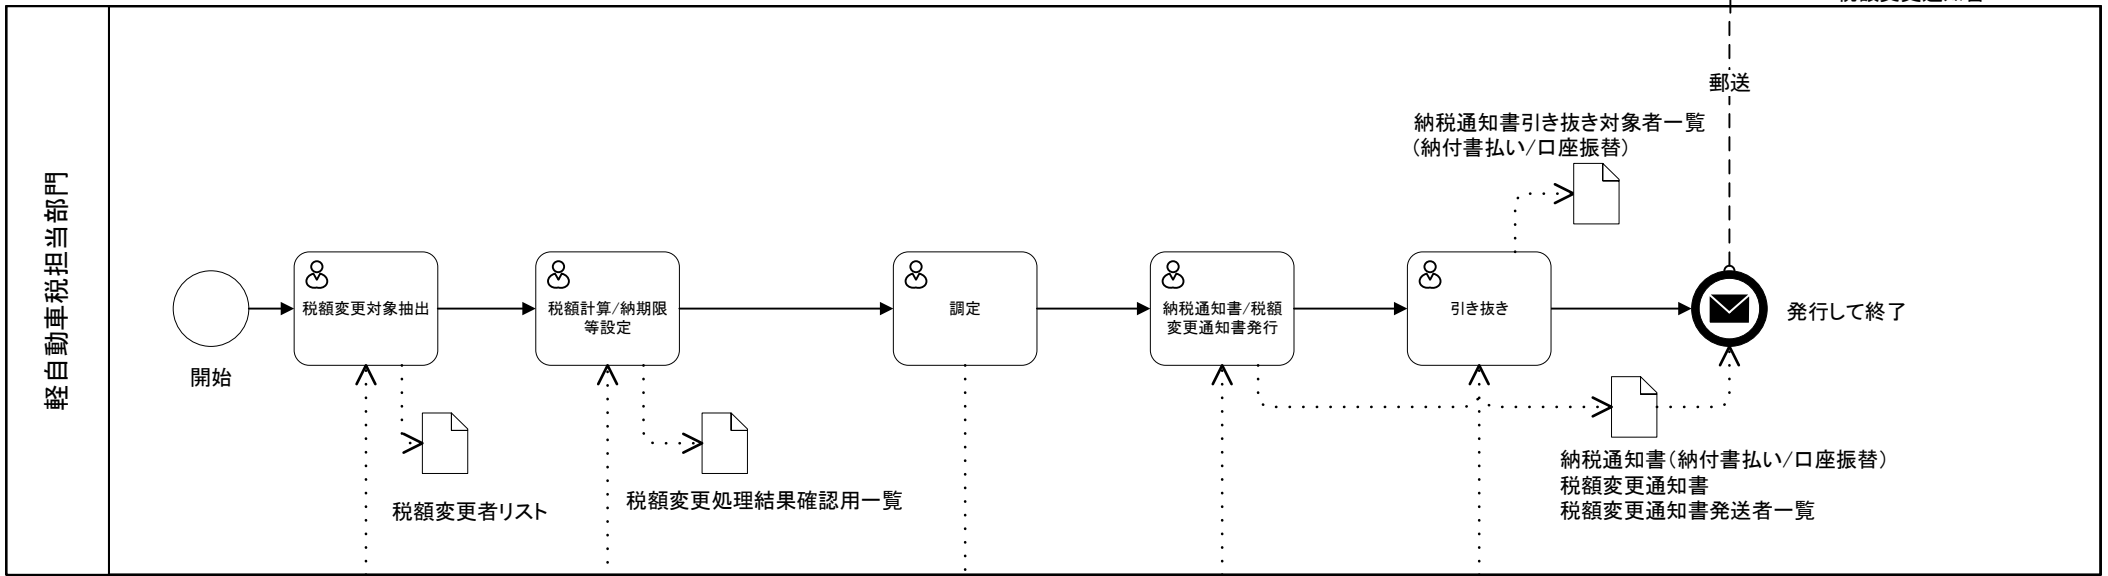 郵送
納税通知書引き抜き対象者一覧
(納付書払い/口座振替)
軽自動車税担当部門
開始
税額変更対象抽出
税額計算/納期限
等設定
調定
納税通知書/税額
変更通知書発行
引き抜き
発行して終了
税額変更者リスト
税額変更処理結果確認用一覧
納税通知書(納付書払い/口座振替)
税額変更通知書
税額変更通知書発送者一覧